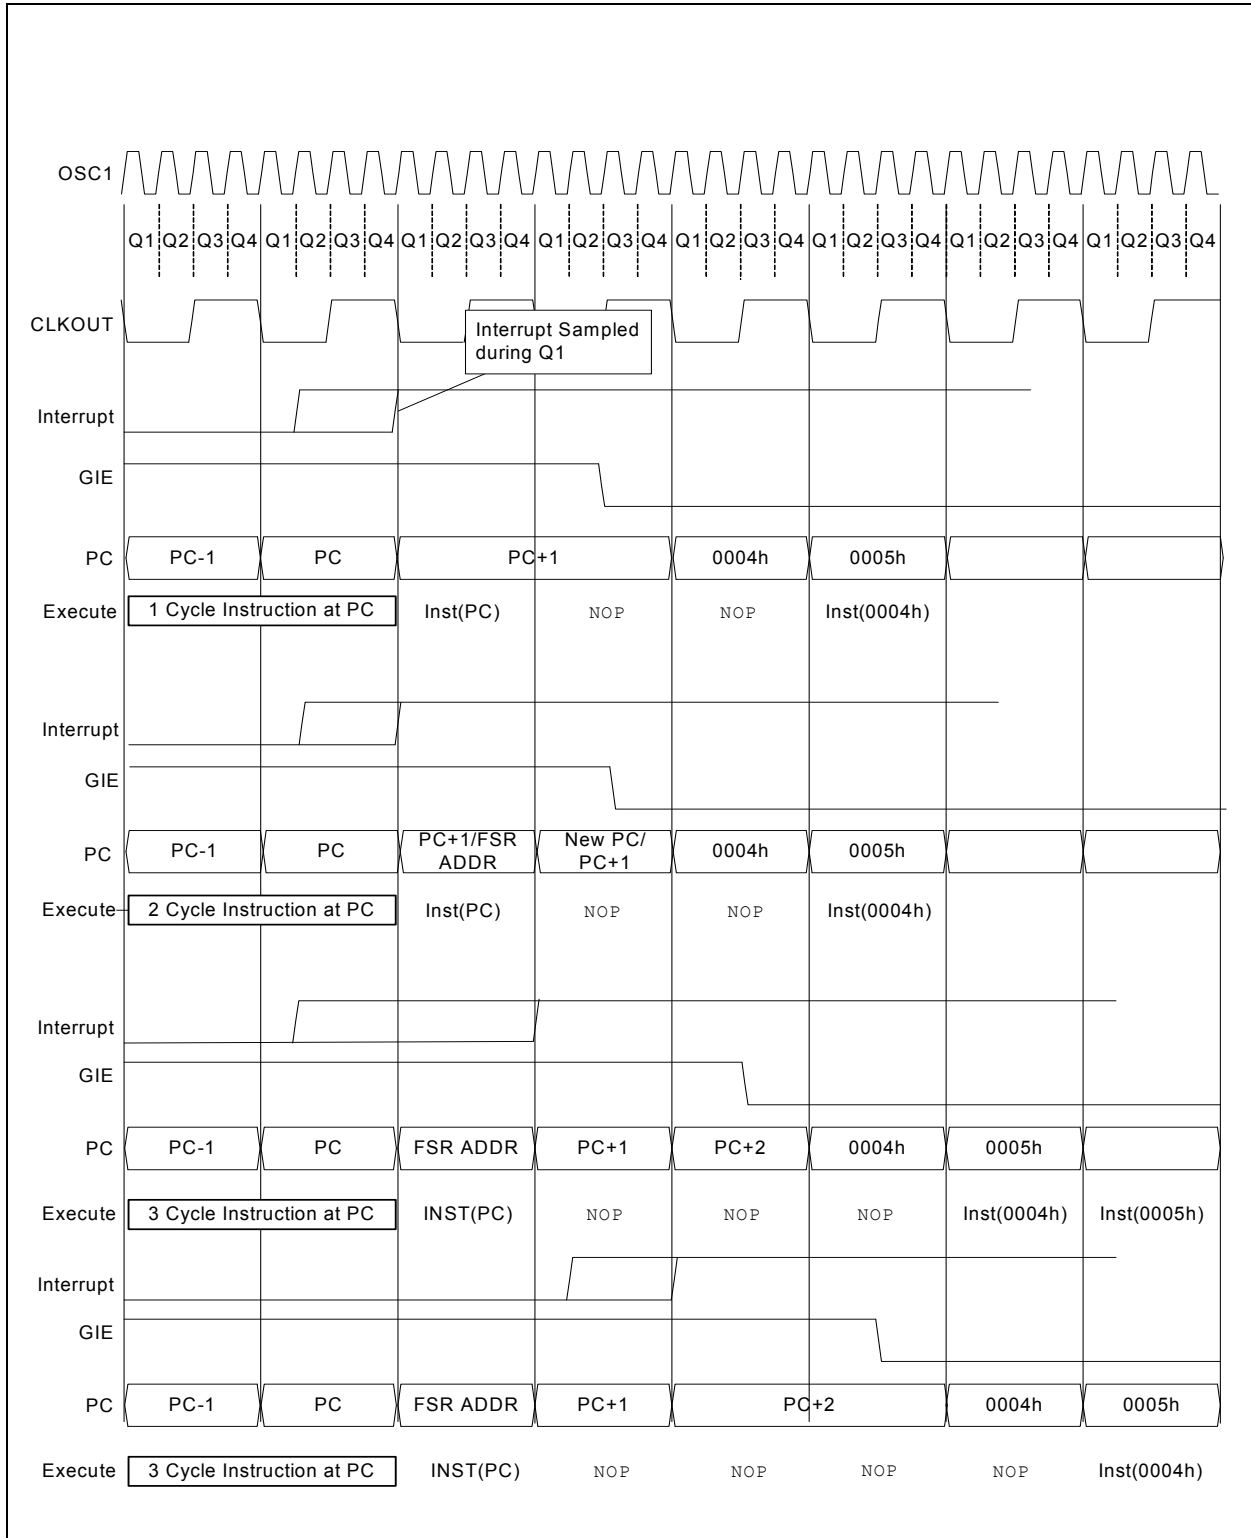 OSC1
Q1 Q2 Q3 Q4 Q1 Q2 Q3 Q4 Q1 Q2 Q3 Q4 Q1 Q2 Q3 Q4 Q1 Q2 Q3 Q4 Q1 Q2 Q3 Q4 Q1 Q2 Q3 Q4 Q1 Q2 Q3 Q4
CLKOUT
Interrupt Sampled
during Q1
Interrupt
GIE
PC PC-1 PC PC+1 0004h 0005h
Execute 1 Cycle Instruction at PC Inst(PC) NOP NOP Inst(0004h)
Interrupt
GIE
PC PC-1 PC PC+1/FSR ADDR New PC/ PC+1 0004h 0005h
Execute 2 Cycle Instruction at PC Inst(PC) NOP NOP Inst(0004h)
Interrupt
GIE
PC PC-1 PC FSR ADDR PC+1 PC+2 0004h 0005h
Execute 3 Cycle Instruction at PC INST(PC) NOP NOP NOP Inst(0004h) Inst(0005h)
Interrupt
GIE
PC PC-1 PC FSR ADDR PC+1 PC+2 0004h 0005h
Execute 3 Cycle Instruction at PC INST(PC) NOP NOP NOP NOP Inst(0004h)